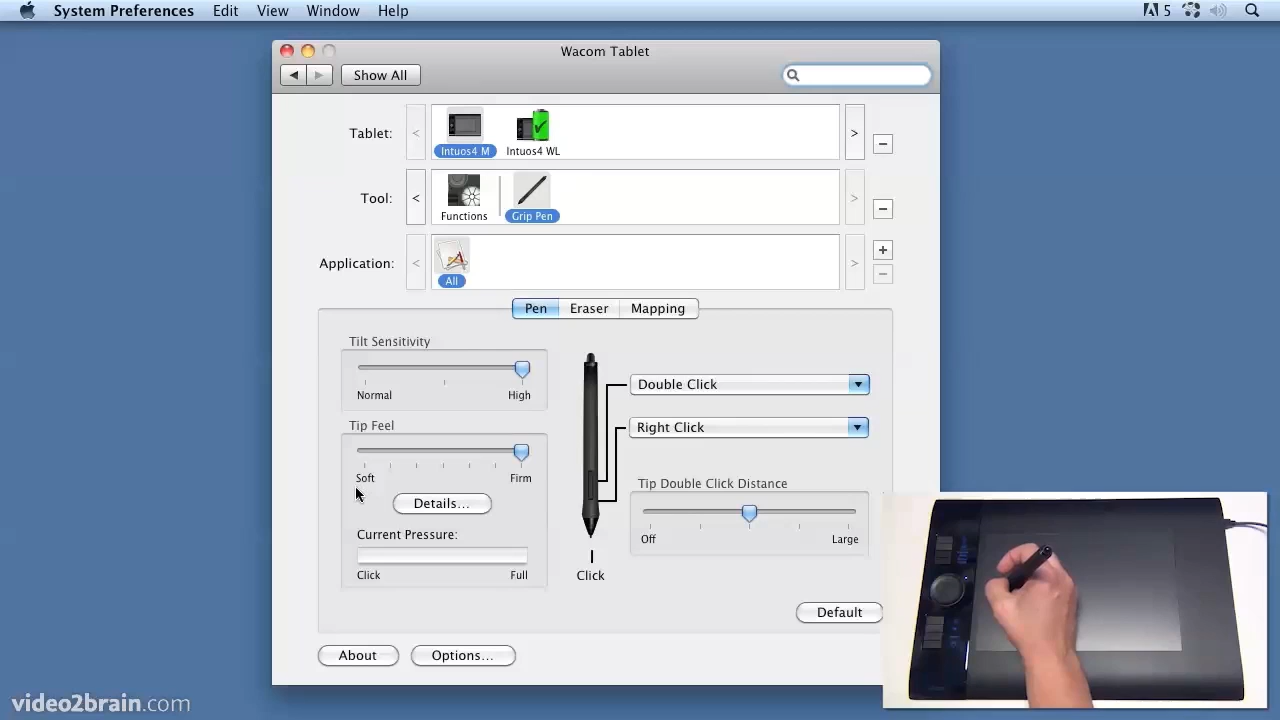 System Preferences Edit View Window Help 5
Wacom Tablet
Show All
Tablet:
Intuos4 M Intuos4 WL
Tool:
Functions Grip Pen
Application:
All
Pen Eraser Mapping
Tilt Sensitivity
Normal High
Tip Feel
Soft Firm
Details...
Current Pressure:
Click Full
Double Click
Right Click
Tip Double Click Distance
Off Large
Click
Default
About Options...
video2brain.com